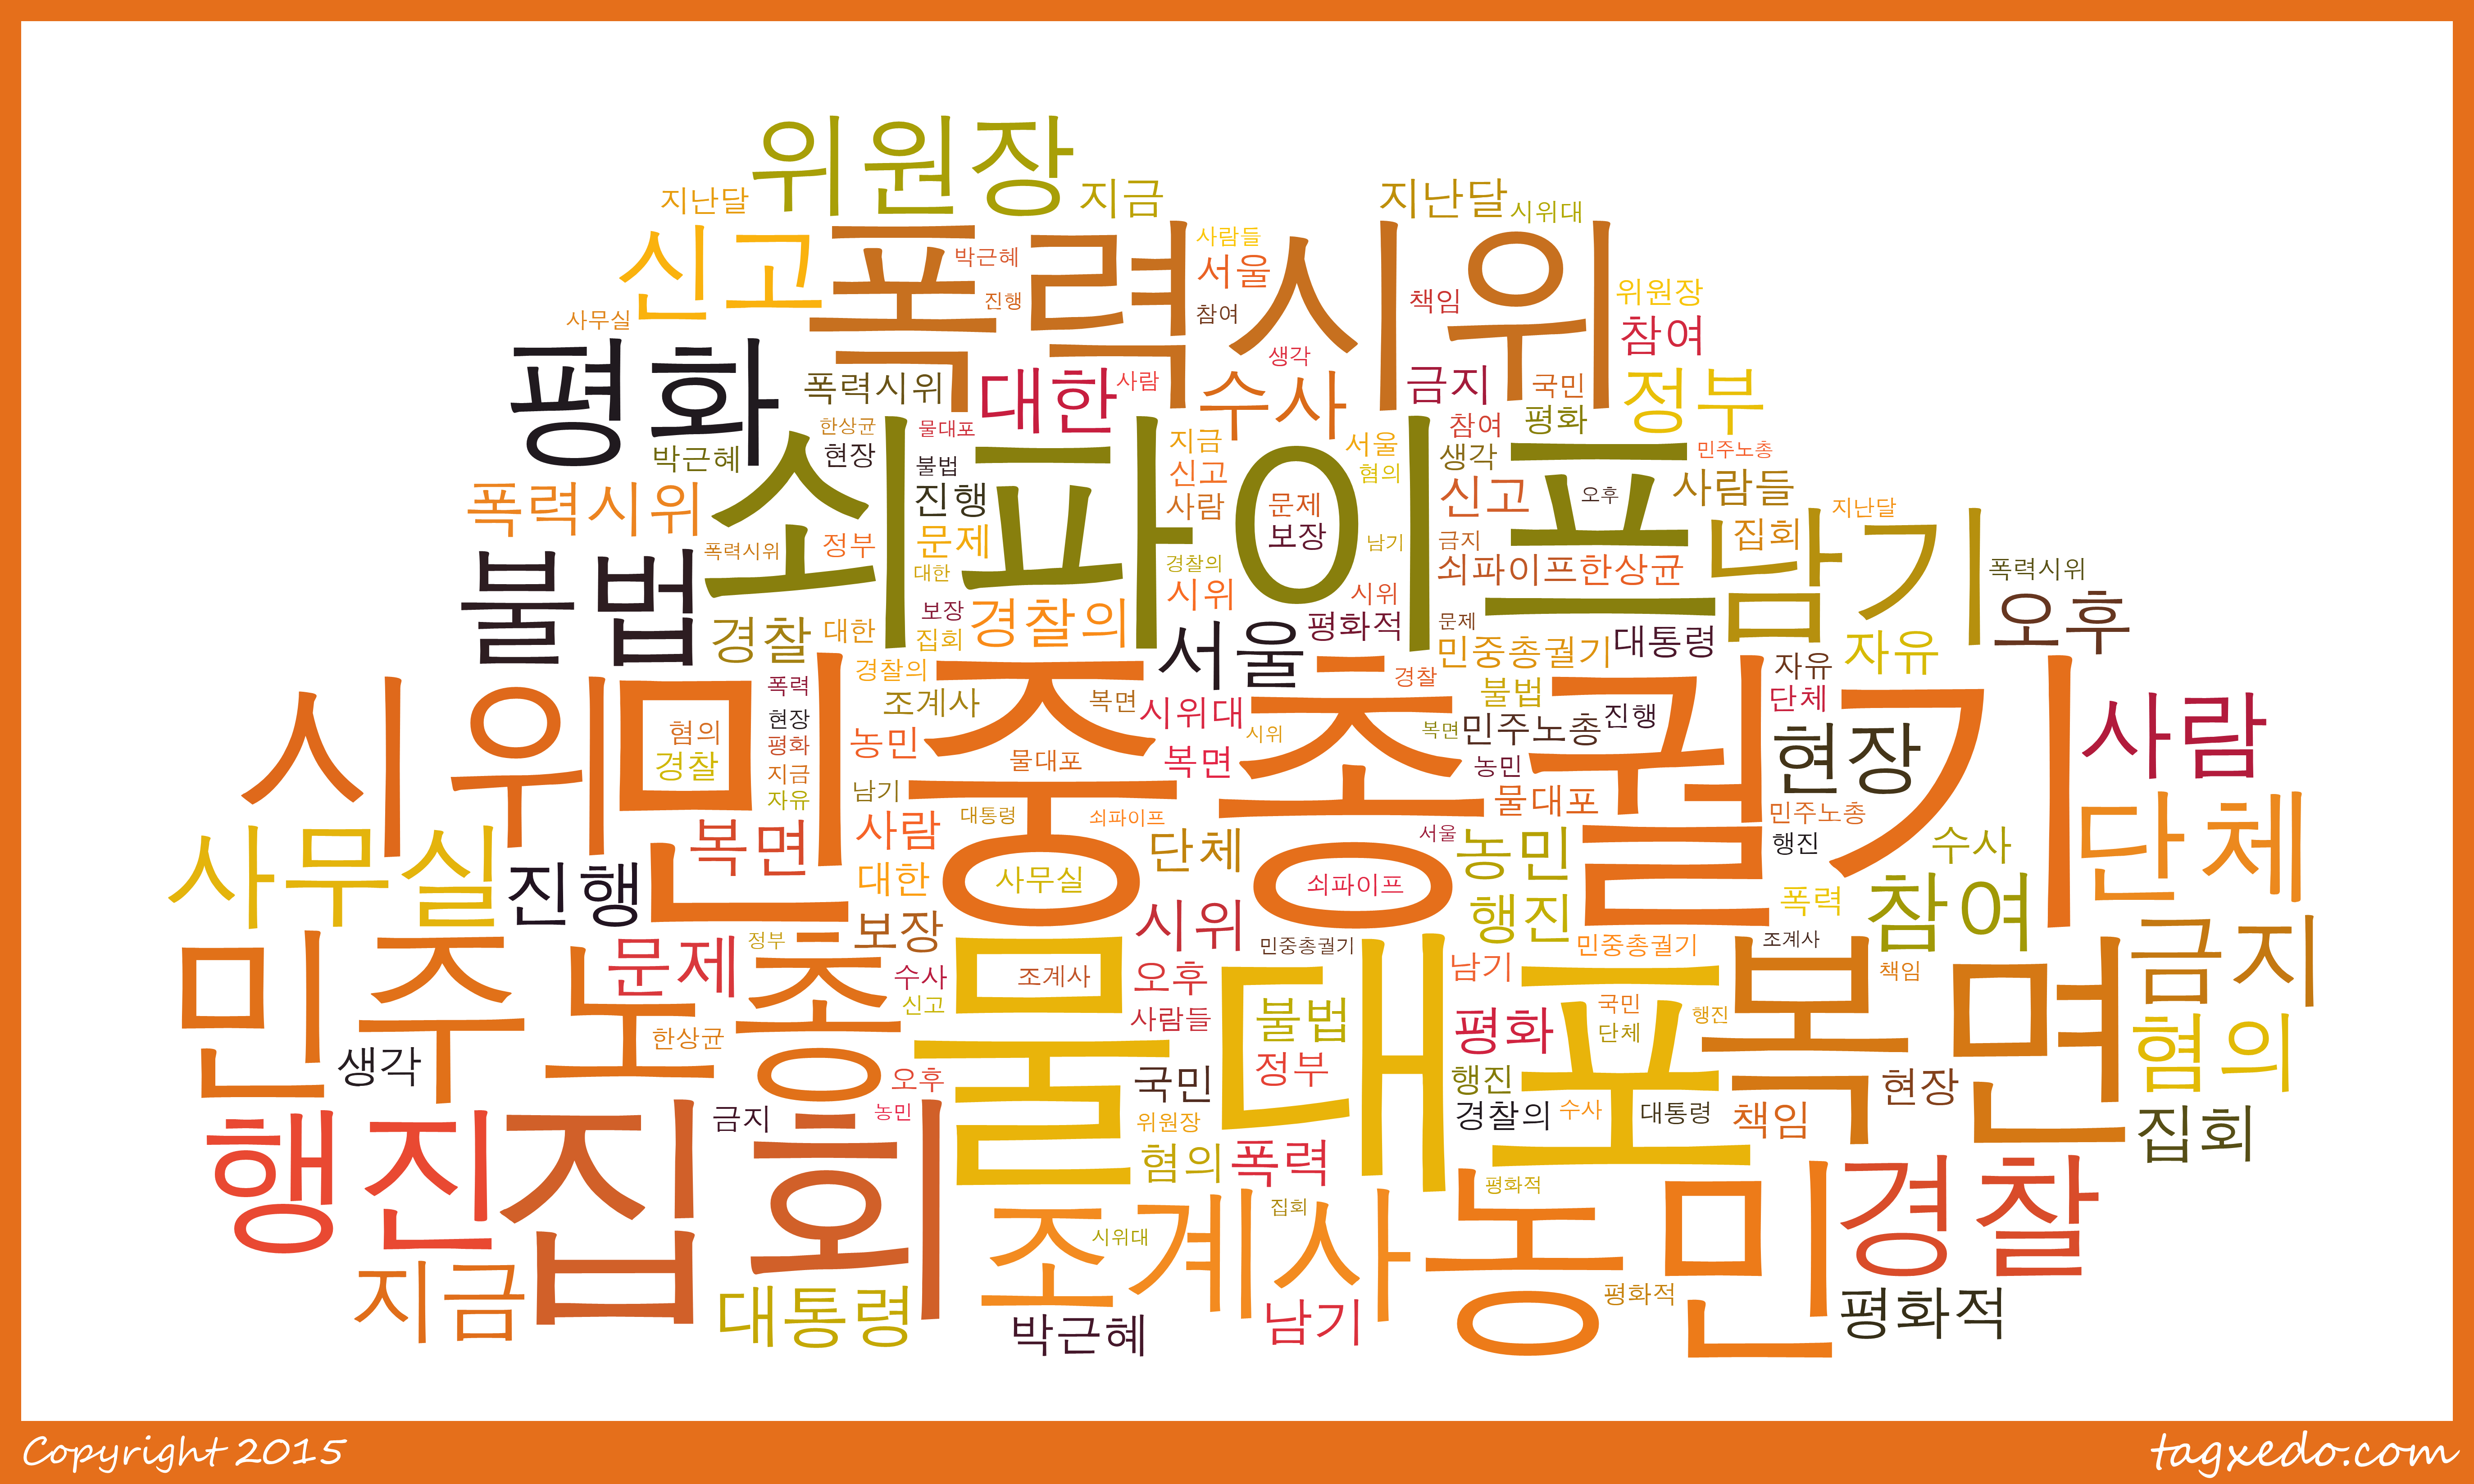 위원장
지금
지난달
지난달
시위대
신고
폭력시위
박근혜
사람들
서울
진행
참여
책임
위원장
참여
사무실
평화
폭력시위
대한
사람
생각
수사
금지
국민
정부
참여
평화
박근혜
한상균
현장
물대포
불법
진행
쇠파이프
지금
신고
사람
서울
혐의
문제
보장
생각
신고
오후
민주노총
사람들
지난달
폭력시위
폭력시위
정부
문제
대한
경찰의
시위
남기
시위
금지
쇠파이프
한상균
집회
남기
폭력시위
불법
경찰
대한
보장
집회
경찰의
서울
평화적
문제
민중총궐기
대통령
자유
자유
오후
시위
민중총궐기
혐의
경찰
폭력
현장
평화
지금
자유
경찰의
조계사
농민
남기
복면
물대포
시위대
복면
시위
경찰
불법
복면
민주노총
진행
농민
물대포
단체
현장
민주노총
행진
사람
사무실
진행
복면
사람
대통령
쇠파이프
단체
서울
농민
수사
단체
대한
사무실
쇠파이프
행진
폭력
참여
금지
민주노총
문제
정부
보장
수사
신고
물대포
조계사
시위
오후
사람들
민중총궐기
불법
남기
민중총궐기
조계사
복면
책임
평화
국민
단체
행진
혐의
생각
한상균
오후
국민
정부
행진
현장
행진
집회
금지
농민
위원장
경찰의
수사
대통령
책임
집회
혐의
폭력
평화적
경찰
조계사
집회
시위대
농민
평화적
지금
대통령
박근혜
남기
평화적
Copyright 2015
tagxedo.com